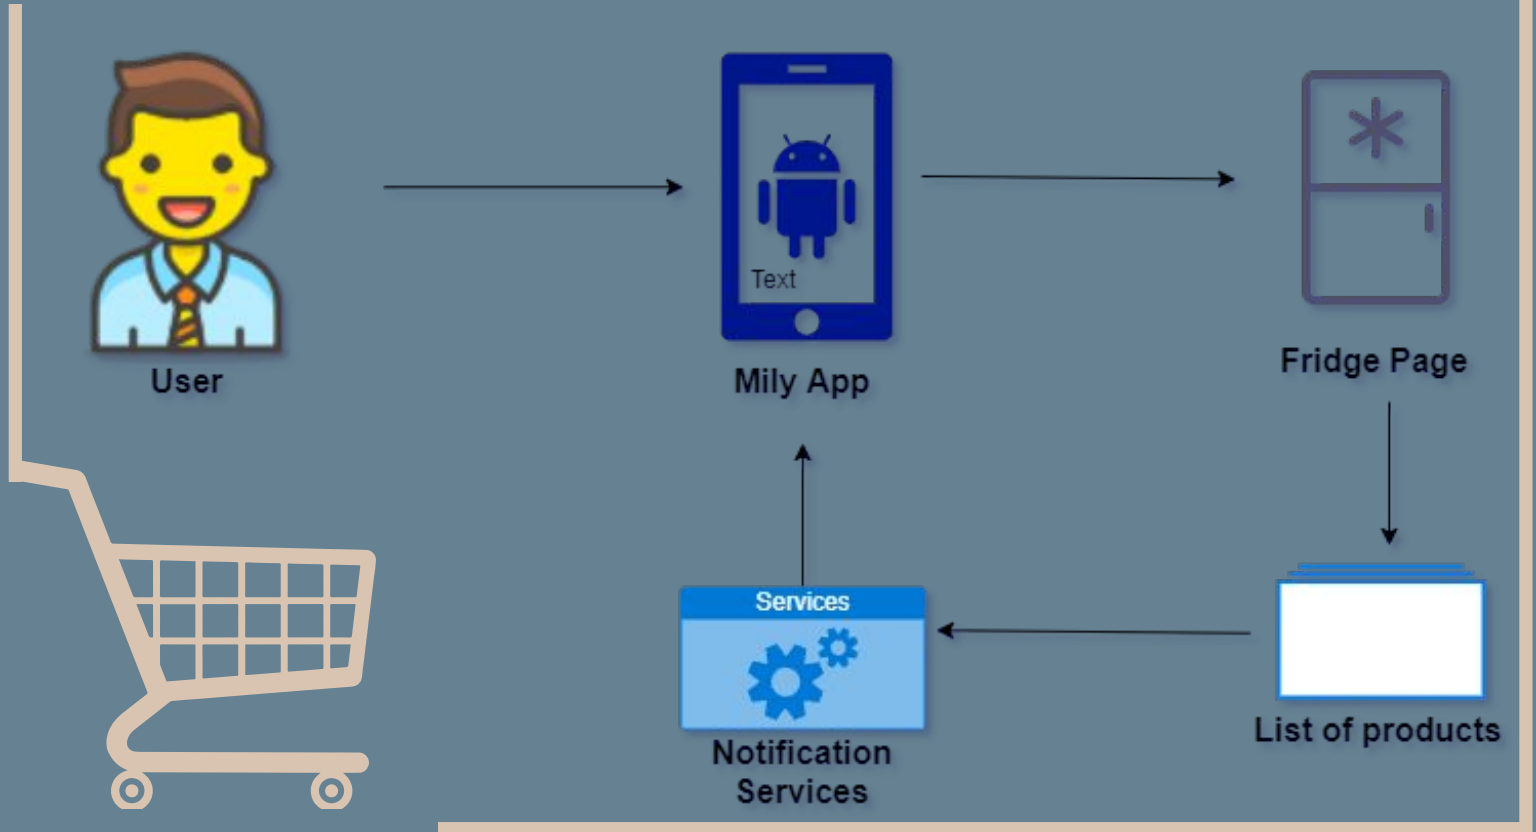 Text
User
Mily App
Fridge Page
Services
Notification
Services
List of products